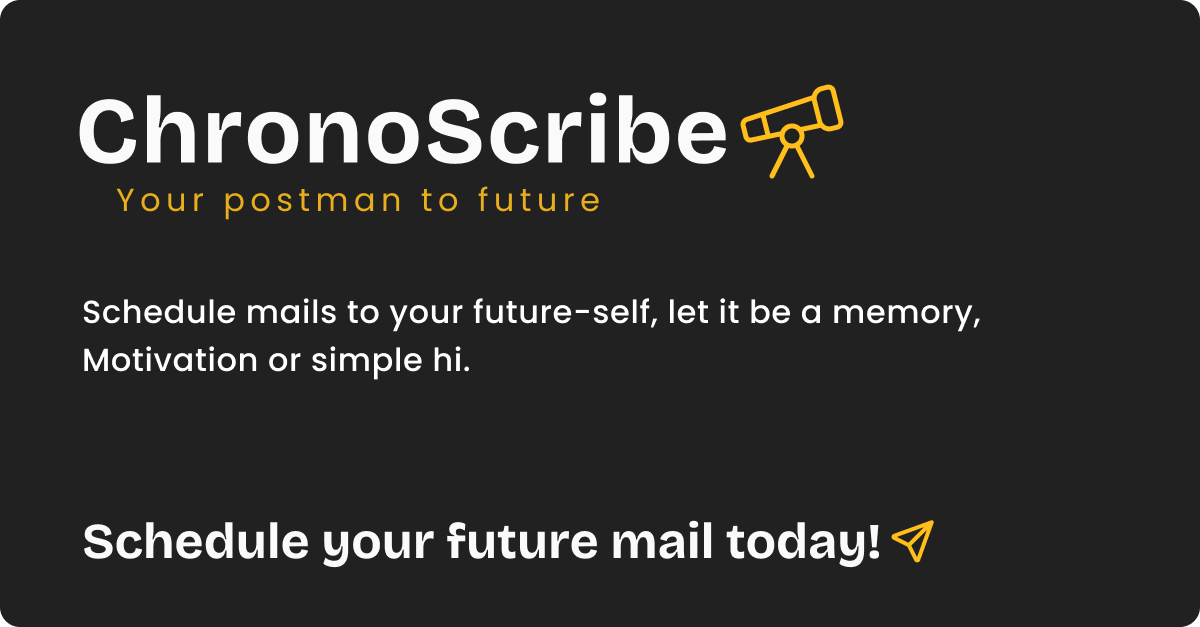 ChronoScribe
Your postman to future
Schedule mails to your future-self, let it be a memory,
Motivation or simple hi.
Schedule your future mail today!